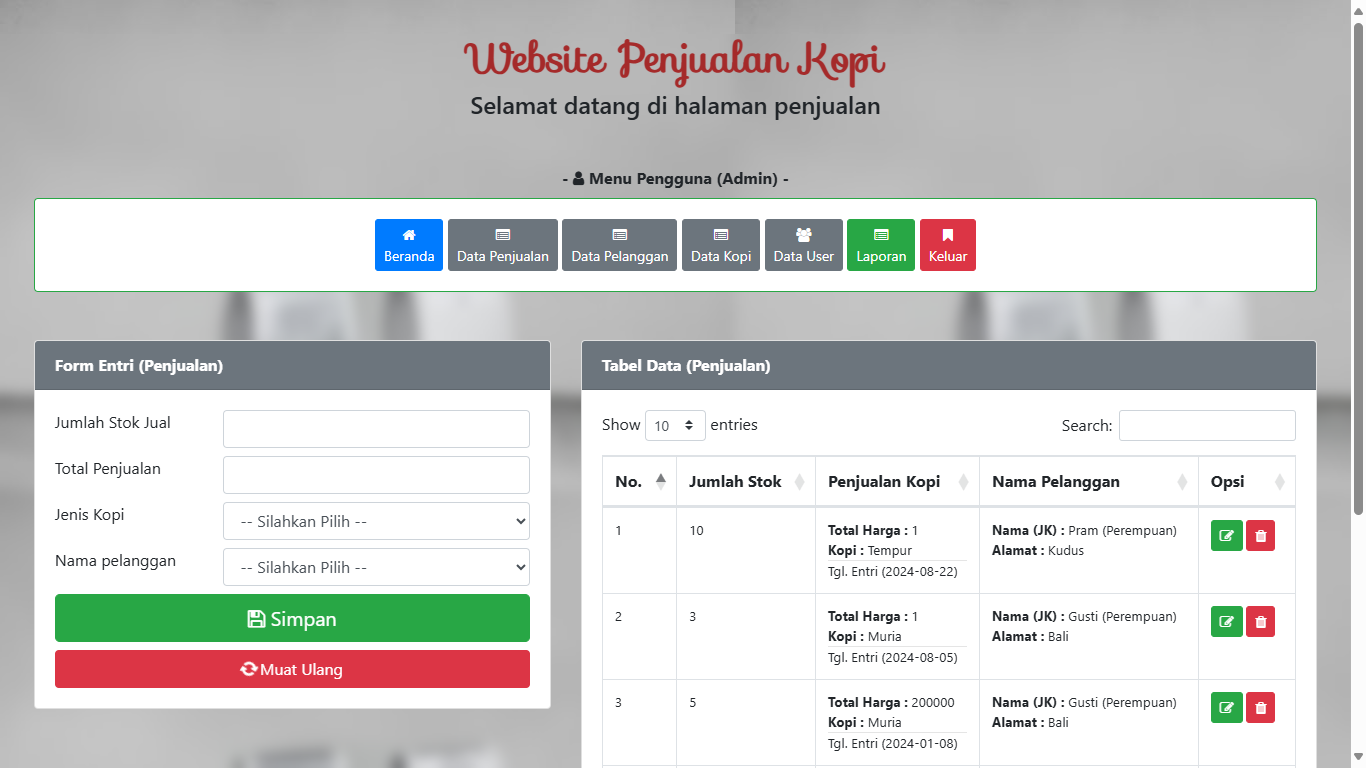 Website Penjualan Kopi
Selamat datang di halaman penjualan
- Menu Pengguna (Admin) -
Beranda Data Penjualan Data Pelanggan Data Kopi Data User Laporan Keluar
Form Entri (Penjualan)
Jumlah Stok Jual
Total Penjualan
Jenis Kopi -- Silahkan Pilih --
Nama pelanggan -- Silahkan Pilih --
Simpan
Muat Ulang
Tabel Data (Penjualan)
Show 10 entries Search:
No. Jumlah Stok Penjualan Kopi Nama Pelanggan Opsi
1 10 Total Harga : 1 Nama (JK) : Pram (Perempuan)
Kopi : Tempur Alamat : Kudus
Tgl. Entri (2024-08-22)
2 3 Total Harga : 1 Nama (JK) : Gusti (Perempuan)
Kopi : Muria Alamat : Bali
Tgl. Entri (2024-08-05)
3 5 Total Harga : 200000 Nama (JK) : Gusti (Perempuan)
Kopi : Muria Alamat : Bali
Tgl. Entri (2024-01-08)